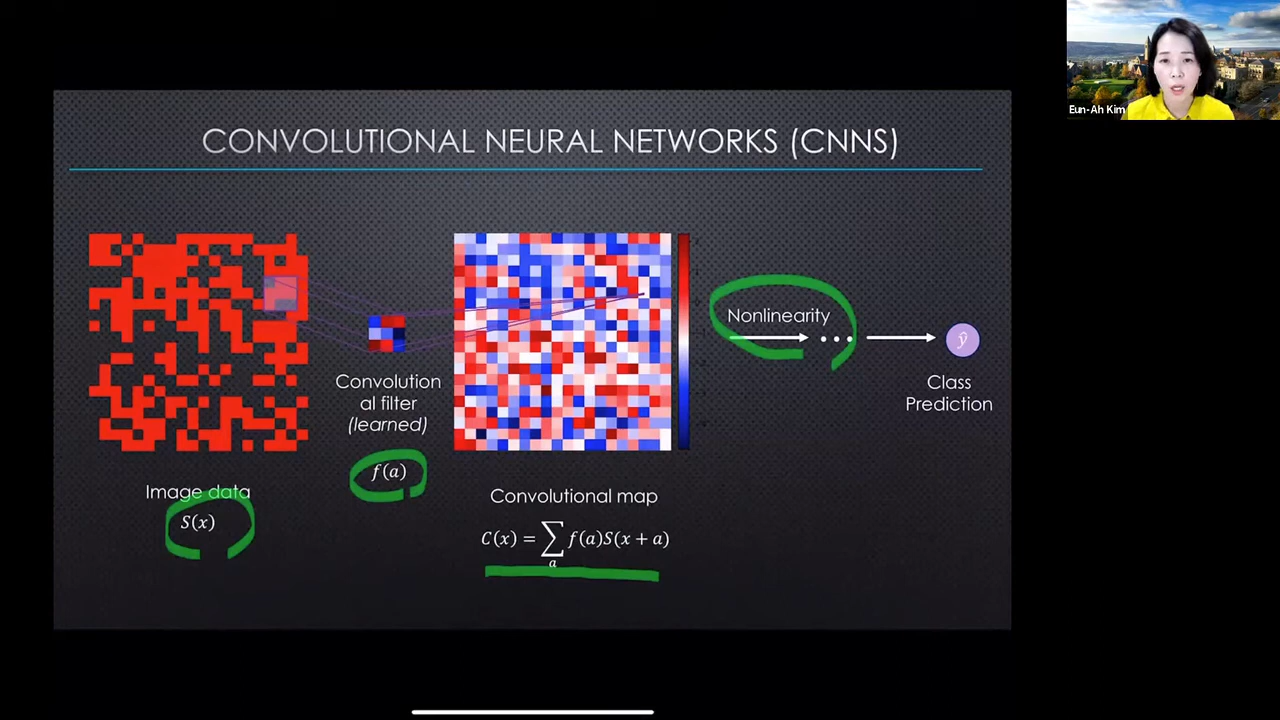 Eun-Ah Kim
CONVOLUTIONAL NEURAL NETWORKS (CNNS)
Nonlinearity
ŷ
Class
Prediction
Convolution
al filter
(learned)
f(a)
Image data
S(x)
Convolutional map
C(x) = ∑ f(a)S(x + a)
a